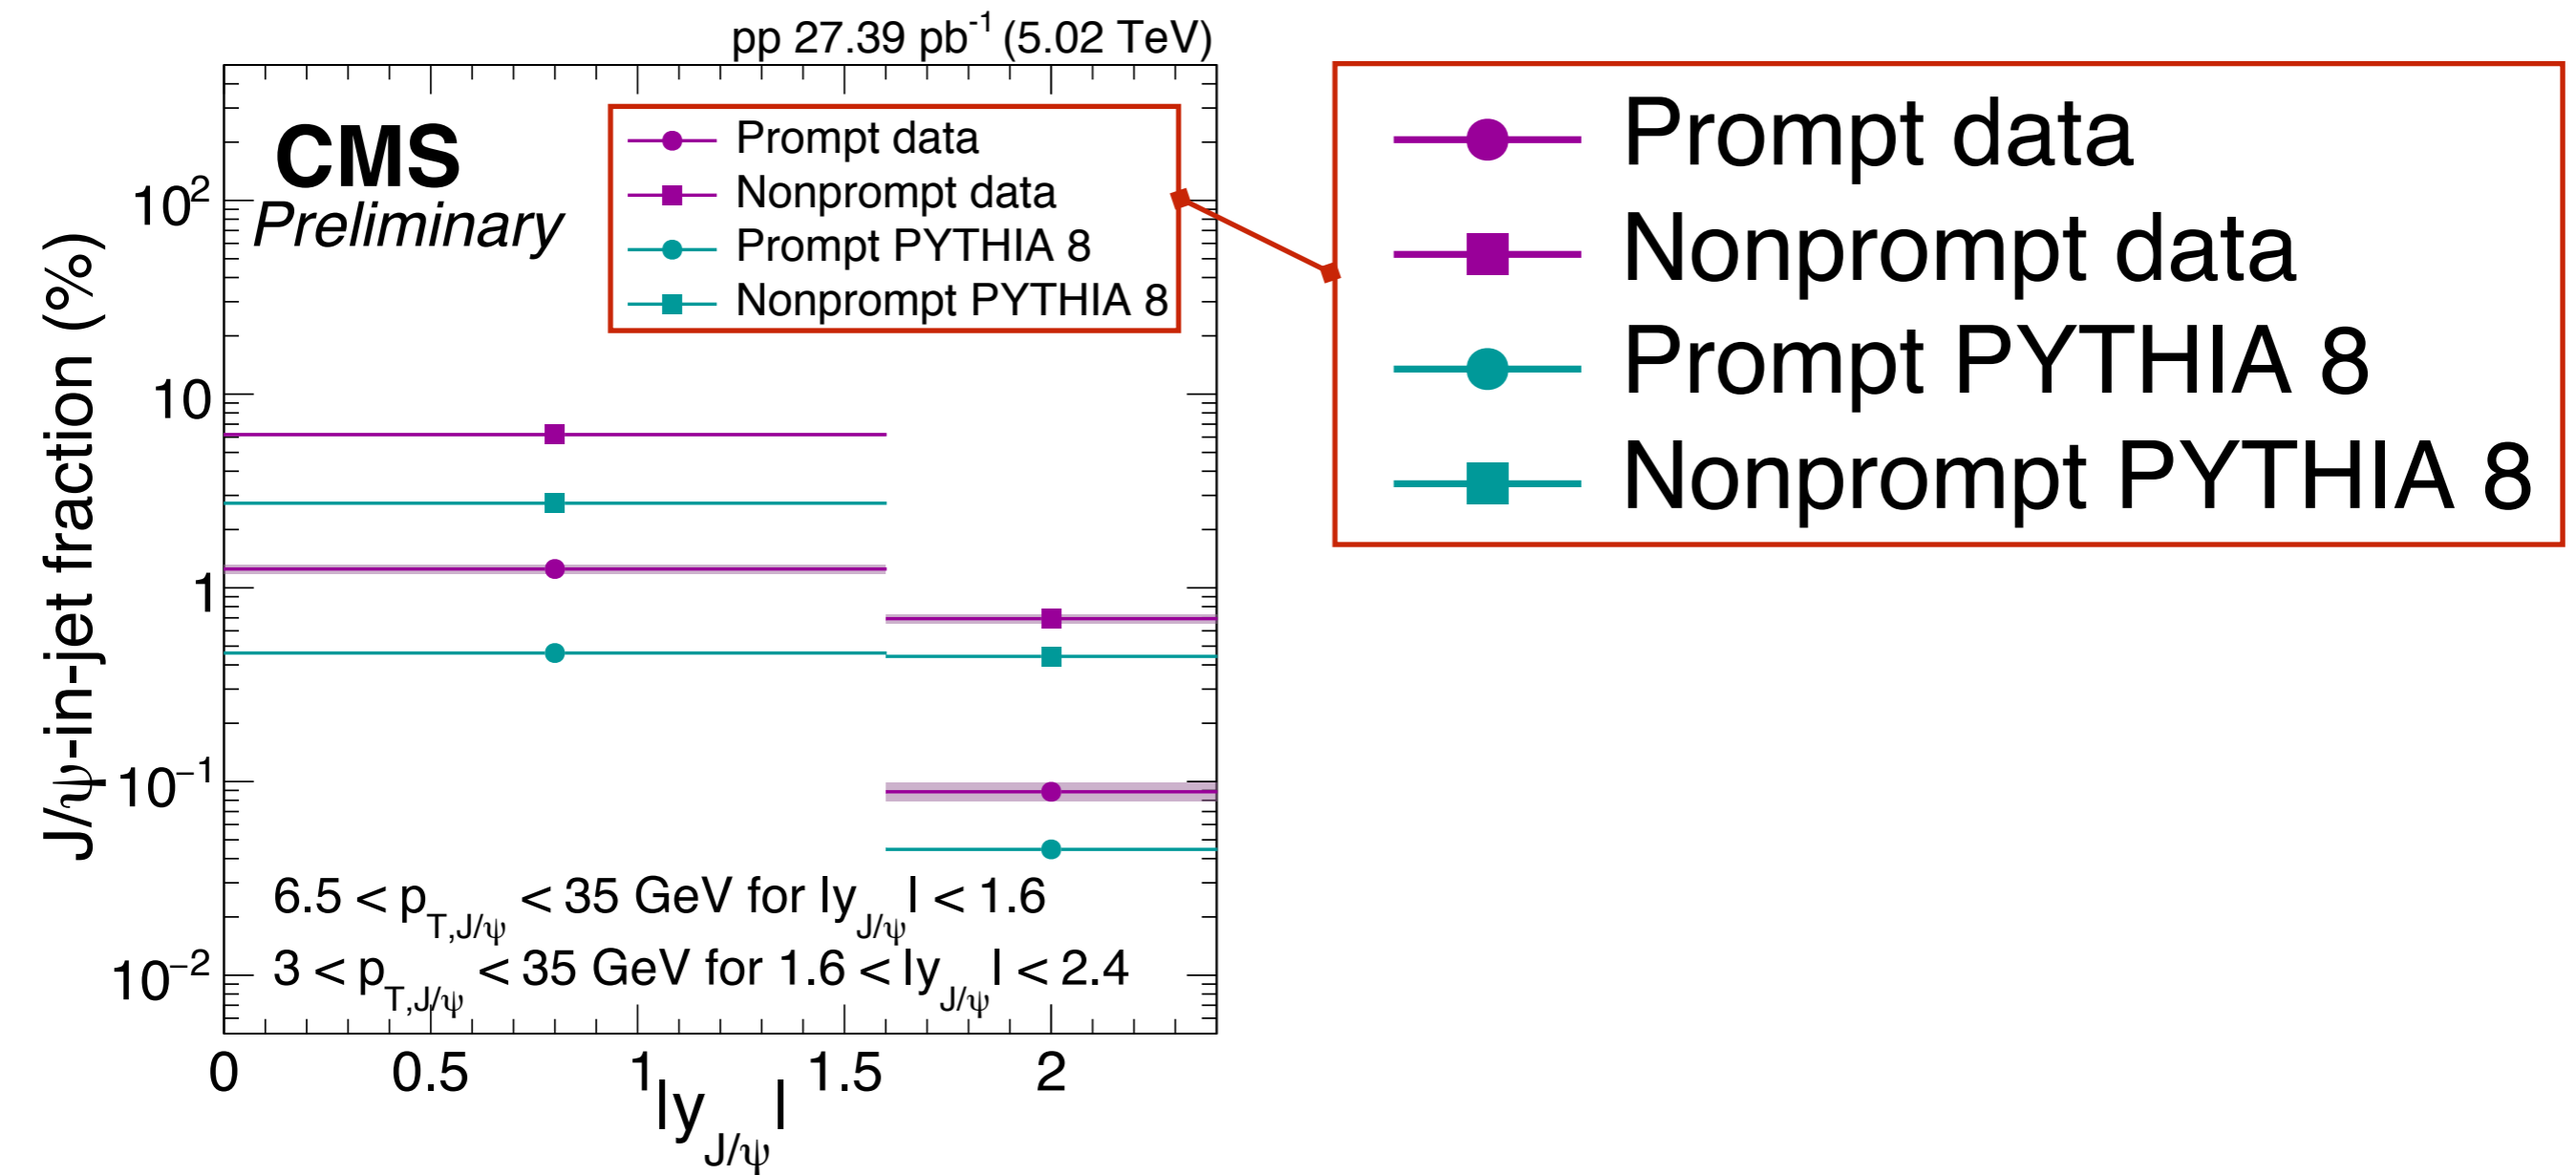 pp 27.39 pb⁻¹ (5.02 TeV)
CMS
Preliminary
Prompt data
Nonprompt data
Prompt PYTHIA 8
Nonprompt PYTHIA 8
J/ψ-in-jet fraction (%)
10²
10
1
10⁻¹
10⁻²
6.5 < p_T,J/ψ < 35 GeV for |y_J/ψ| < 1.6
3 < p_T,J/ψ < 35 GeV for 1.6 < |y_J/ψ| < 2.4
0 0.5 1 1.5 2
|y_J/ψ|
Prompt data
Nonprompt data
Prompt PYTHIA 8
Nonprompt PYTHIA 8